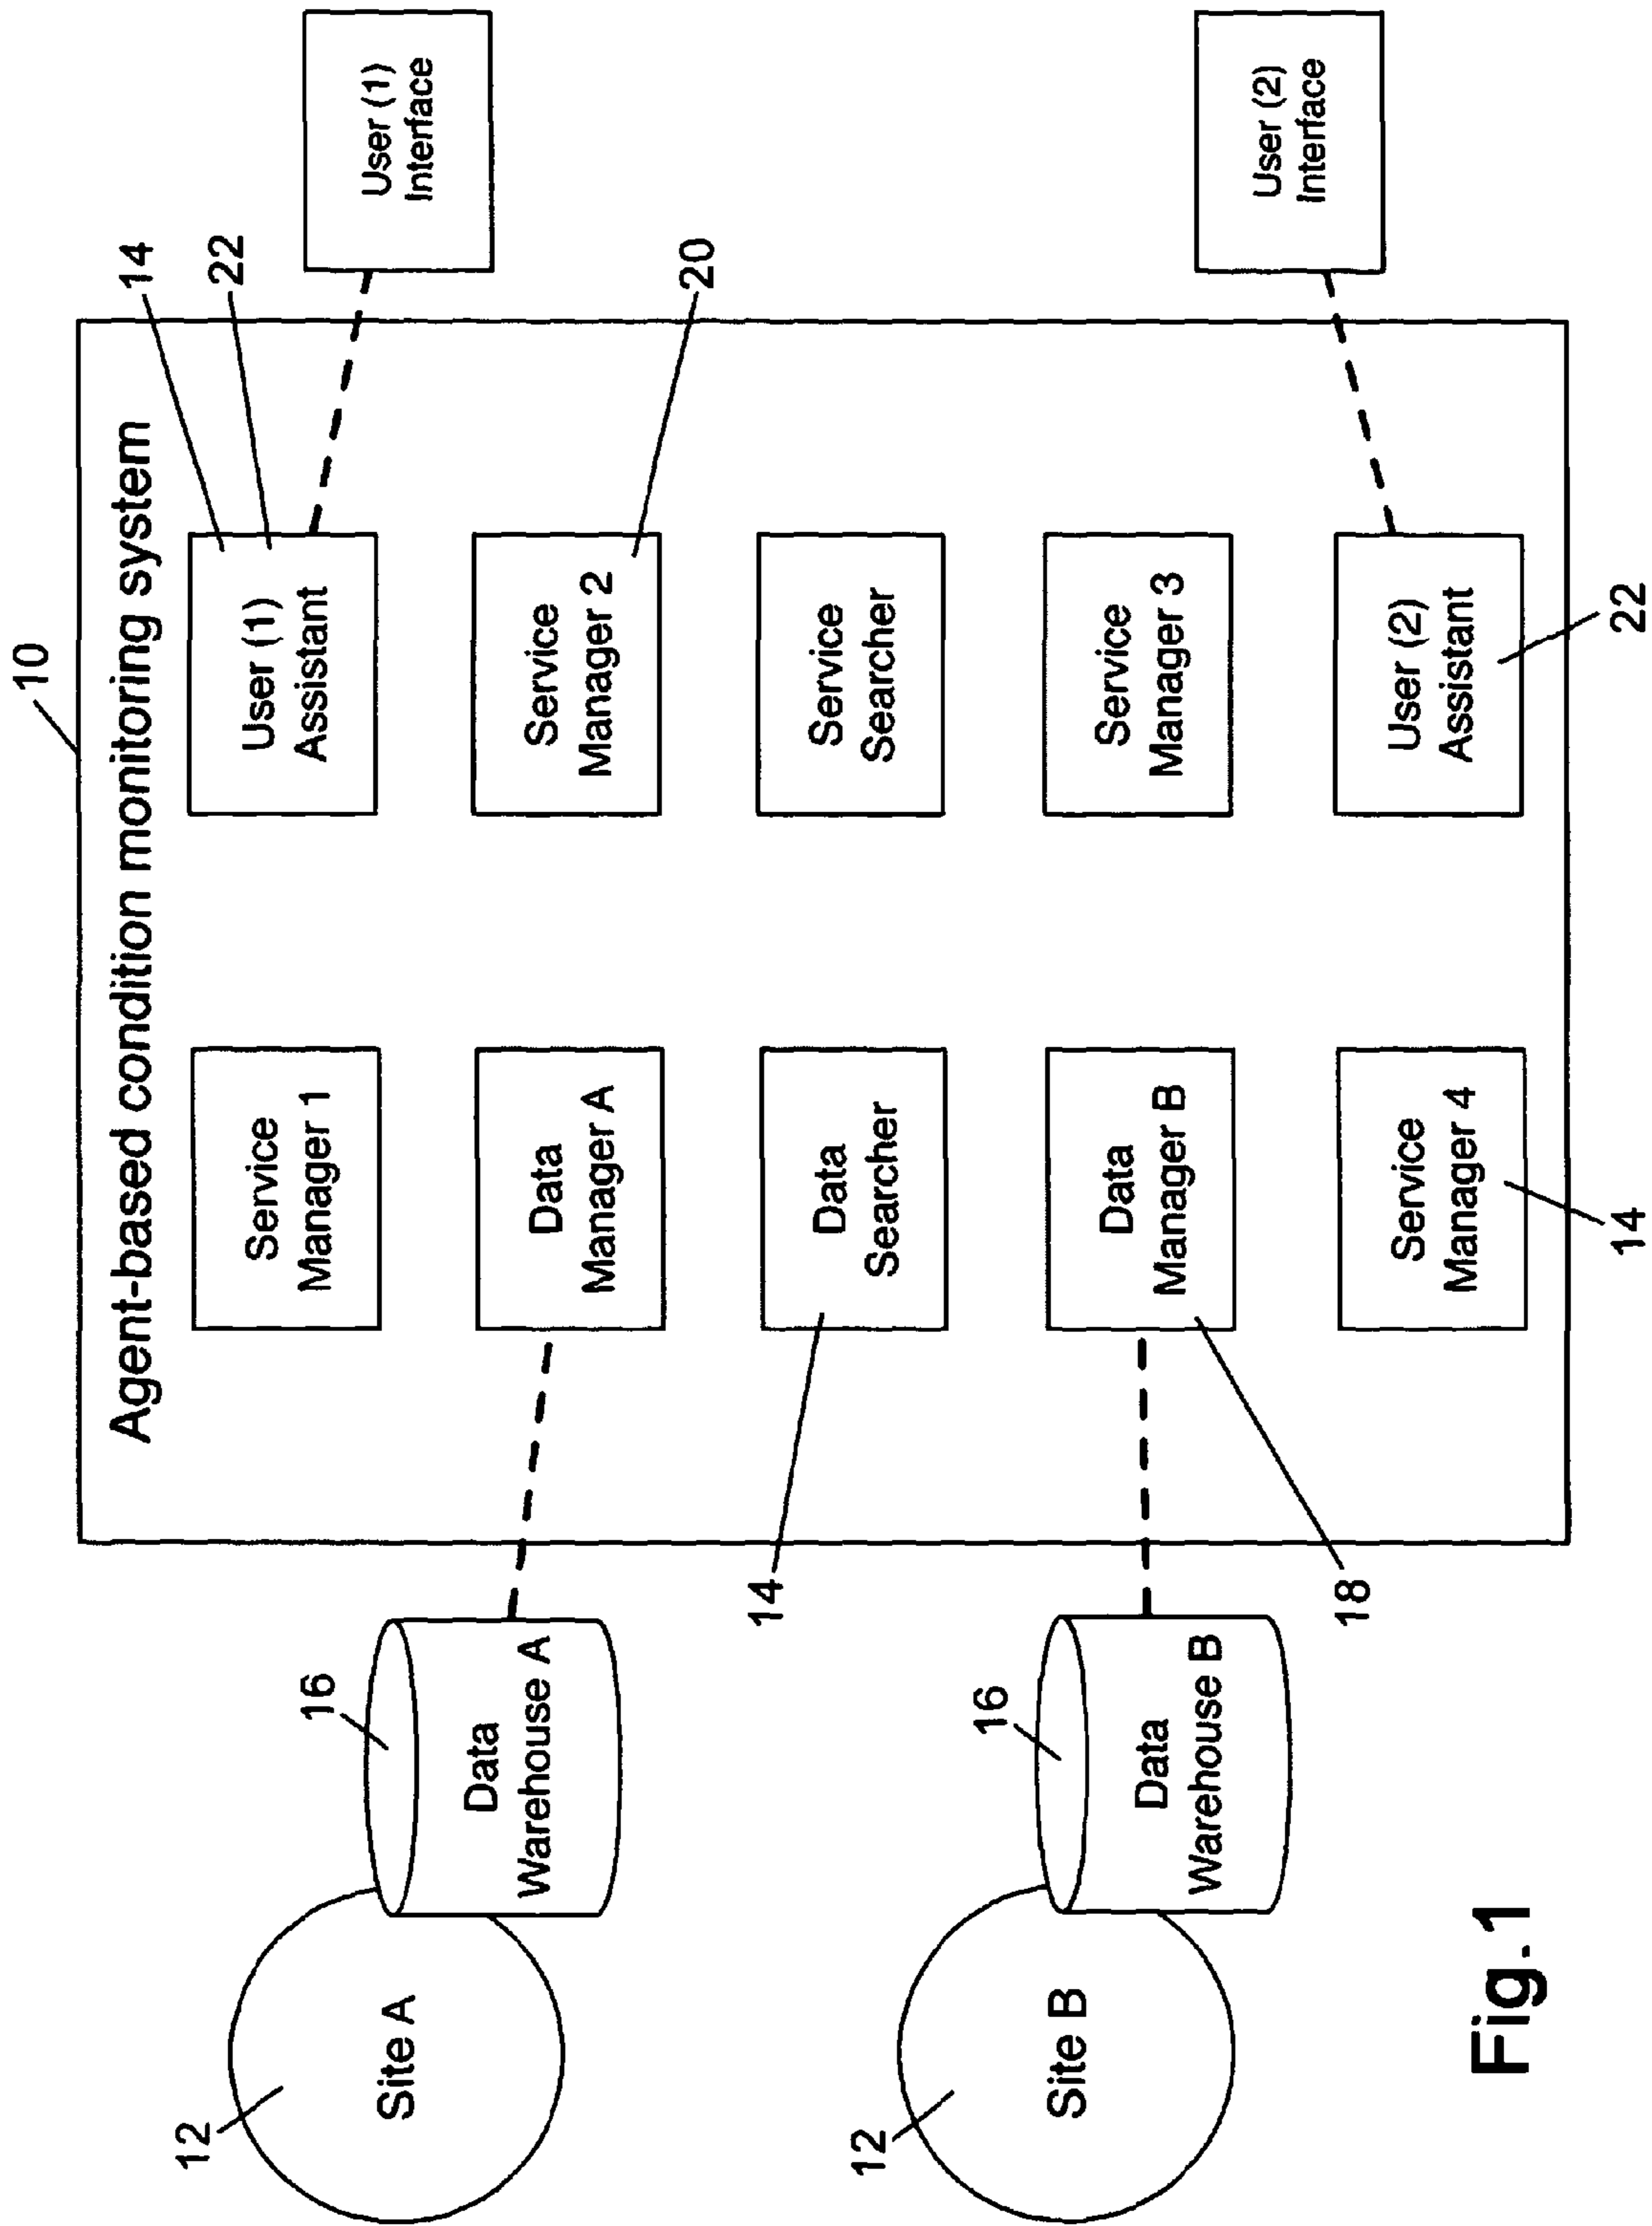 10
Agent-based condition monitoring system
14
22
12
Site A
16
Data
Warehouse A
Service
Manager 1
User (1)
Assistant
User (1)
Interface
Data
Manager A
Service
Manager 2
20
14
Data
Searcher
Service
Searcher
12
Site B
16
Data
Warehouse B
Data
Manager B
Service
Manager 3
User (2)
Interface
18
Service
Manager 4
User (2)
Assistant
14
22
Fig.1